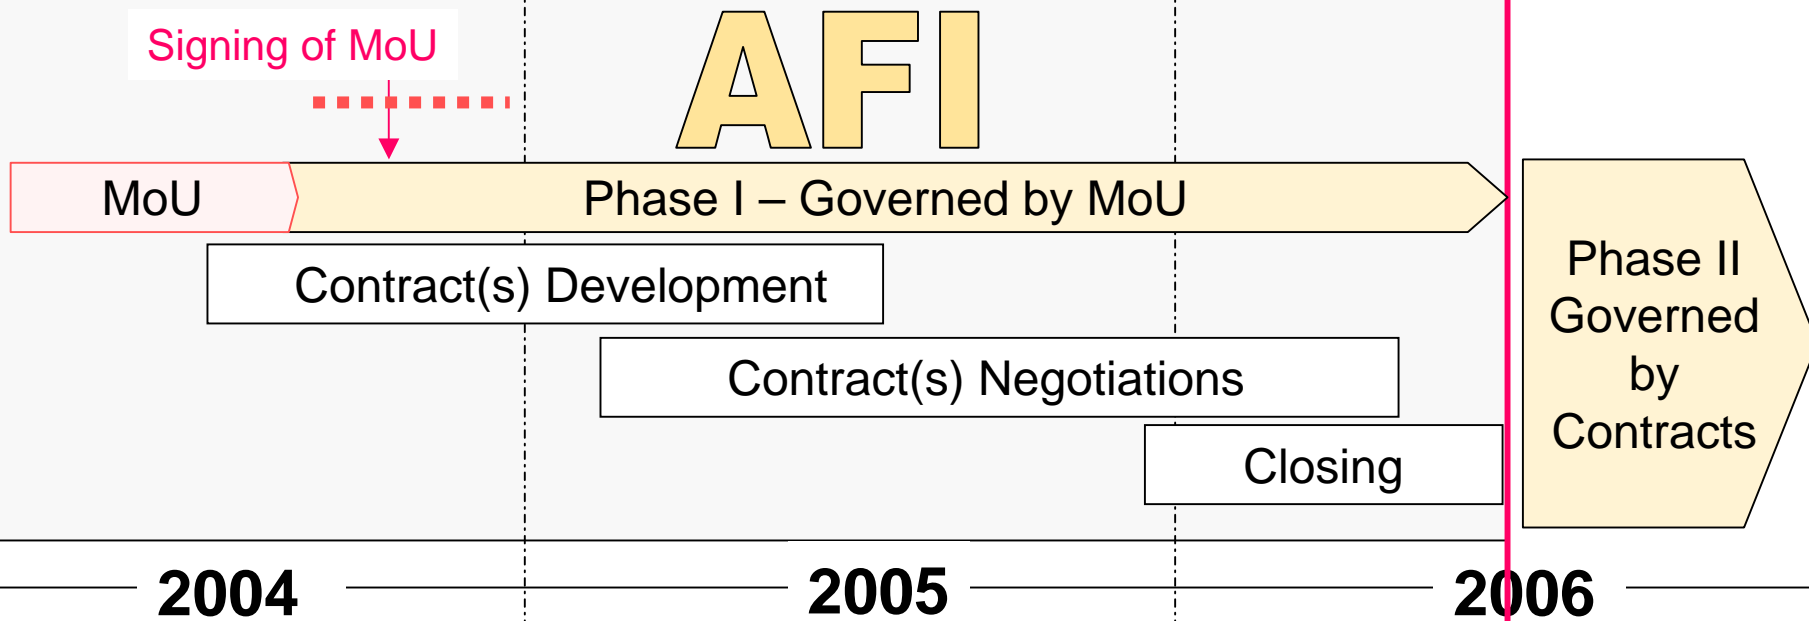 Signing of MoU
AFI
MoU
Phase I – Governed by MoU
Contract(s) Development
Contract(s) Negotiations
Closing
Phase II
Governed
by
Contracts
2004
2005
2006